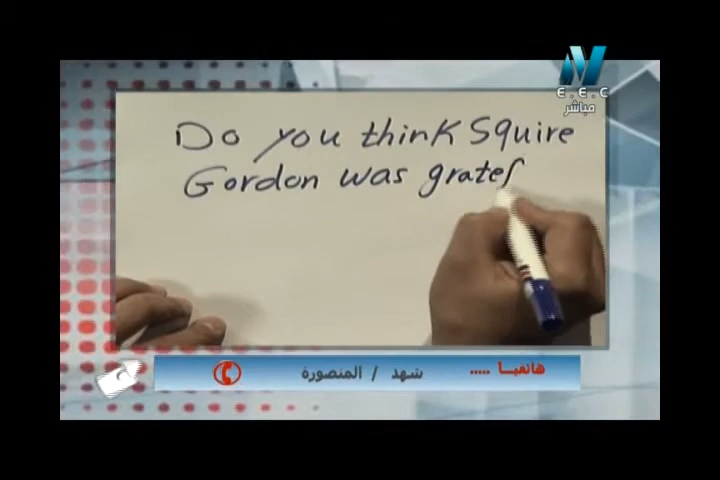 E.E.C
مباشر
Do you think Squire
Gordon was gratef
هاتفيا .....
شهد / المنصورة